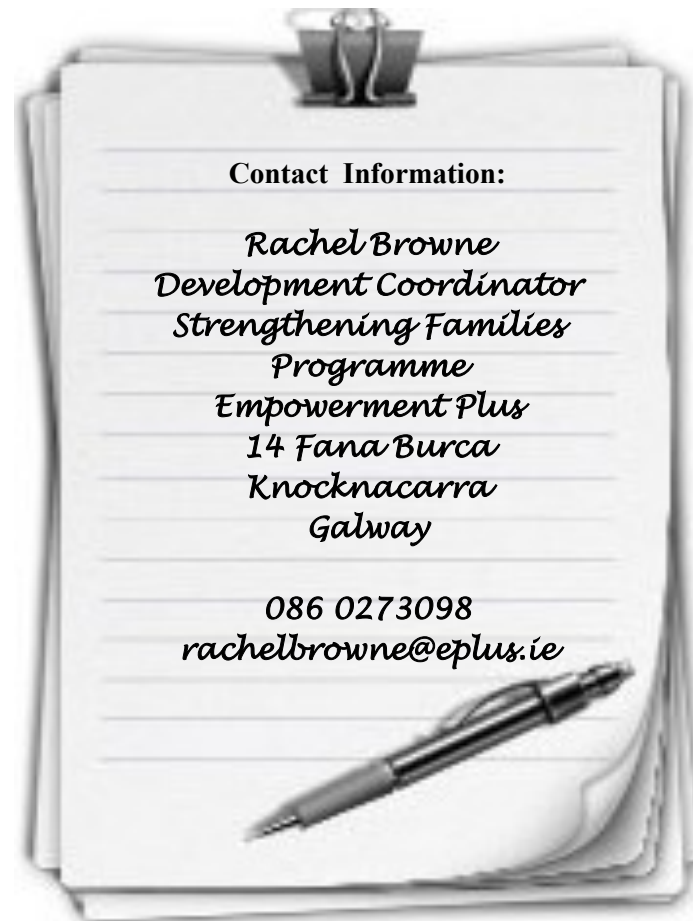 Contact Information:
Rachel Browne
Development Coordinator
Strengthening Families
Programme
Empowerment Plus
14 Fana Burca
Knocknacarra
Galway
086 0273098
rachelbrowne@eplus.ie